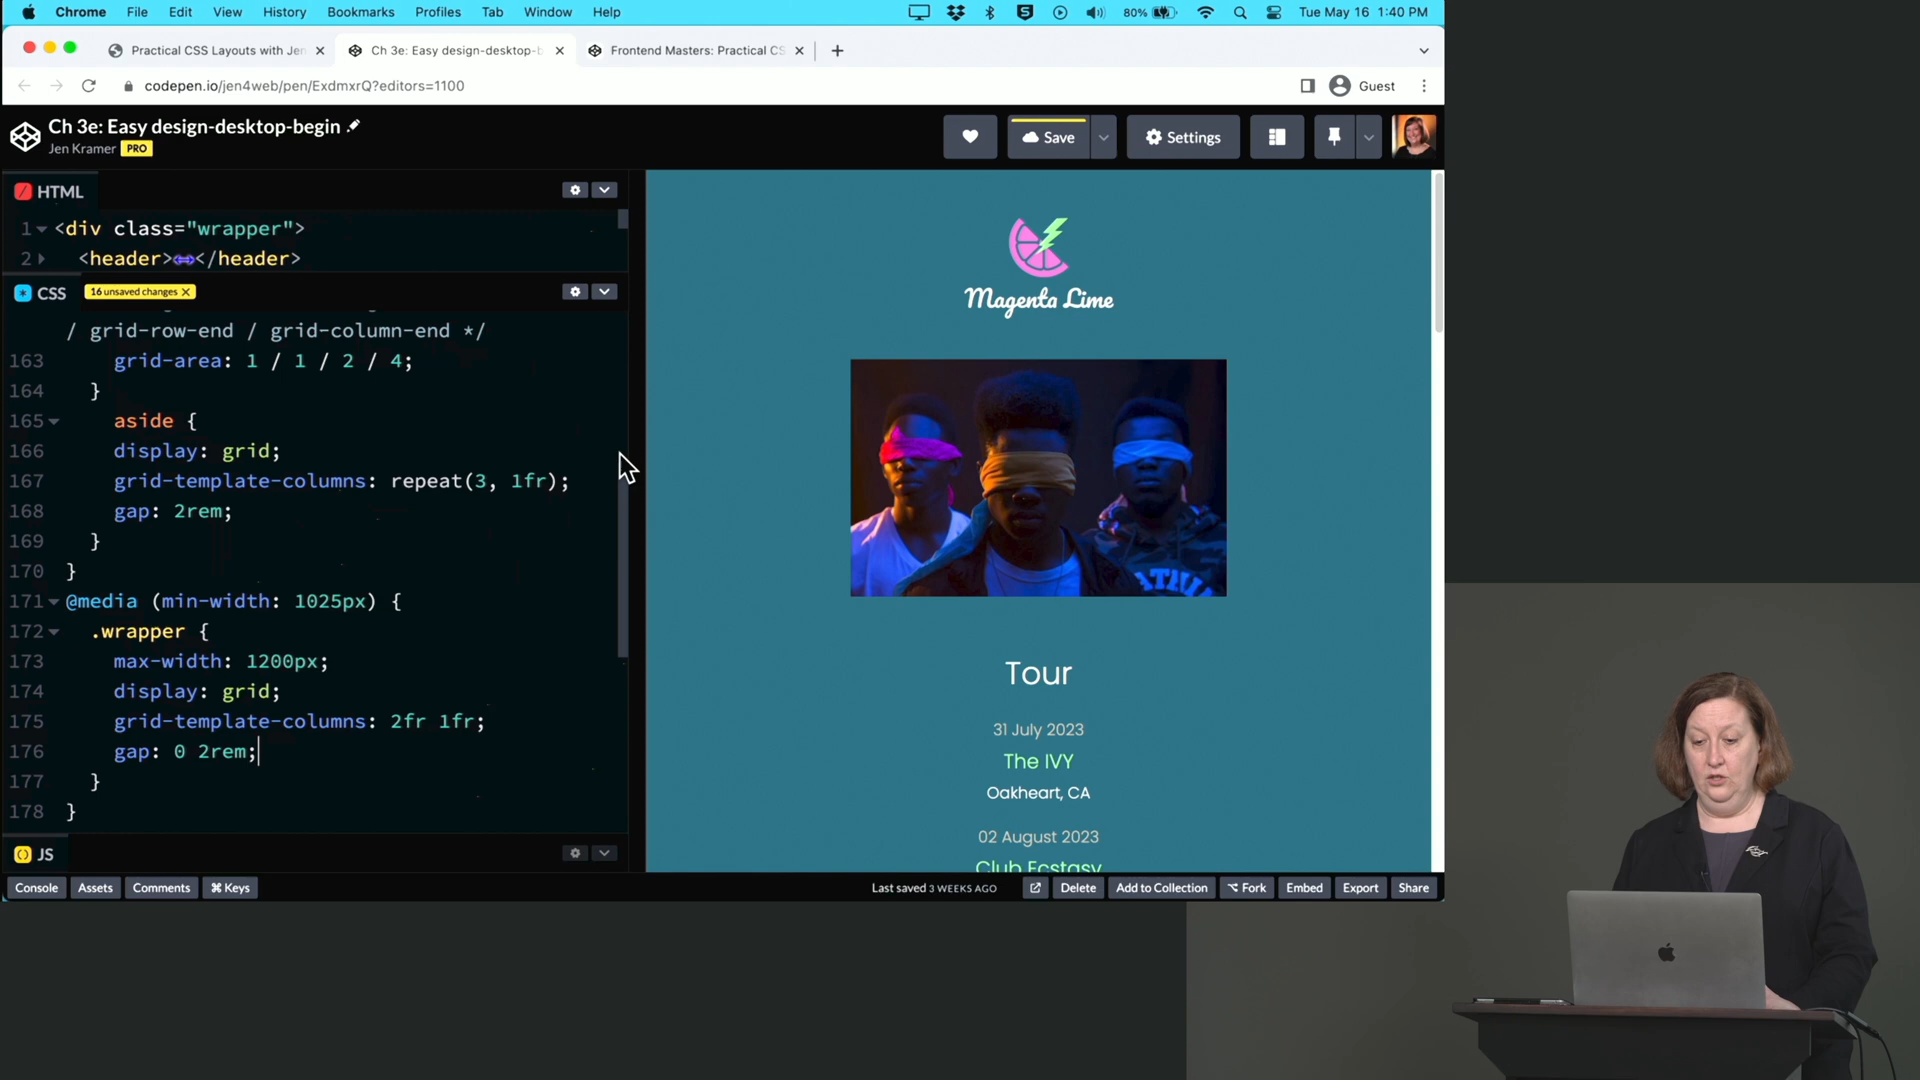 Chrome File Edit View History Bookmarks Profiles Tab Window Help 80% Tue May 16 1:40 PM
Practical CSS Layouts with Jen × Ch 3e: Easy design-desktop-b × Frontend Masters: Practical CS × +
codepen.io/jen4web/pen/ExdmxrQ?editors=1100 Guest
Ch 3e: Easy design-desktop-begin
Jen Kramer PRO
Save Settings
HTML
1 <div class="wrapper">
2 <header></header>
CSS 16 unsaved changes ×
/ grid-row-end / grid-column-end */
163 grid-area: 1 / 1 / 2 / 4;
164 }
165 aside {
166 display: grid;
167 grid-template-columns: repeat(3, 1fr);
168 gap: 2rem;
169 }
170 }
171 @media (min-width: 1025px) {
172 .wrapper {
173 max-width: 1200px;
174 display: grid;
175 grid-template-columns: 2fr 1fr;
176 gap: 0 2rem;
177 }
178 }
JS
Magenta Lime
Tour
31 July 2023
The IVY
Oakheart, CA
02 August 2023
Club Ecstasy
Console Assets Comments ⌘ Keys Last saved 3 WEEKS AGO Delete Add to Collection Fork Embed Export Share